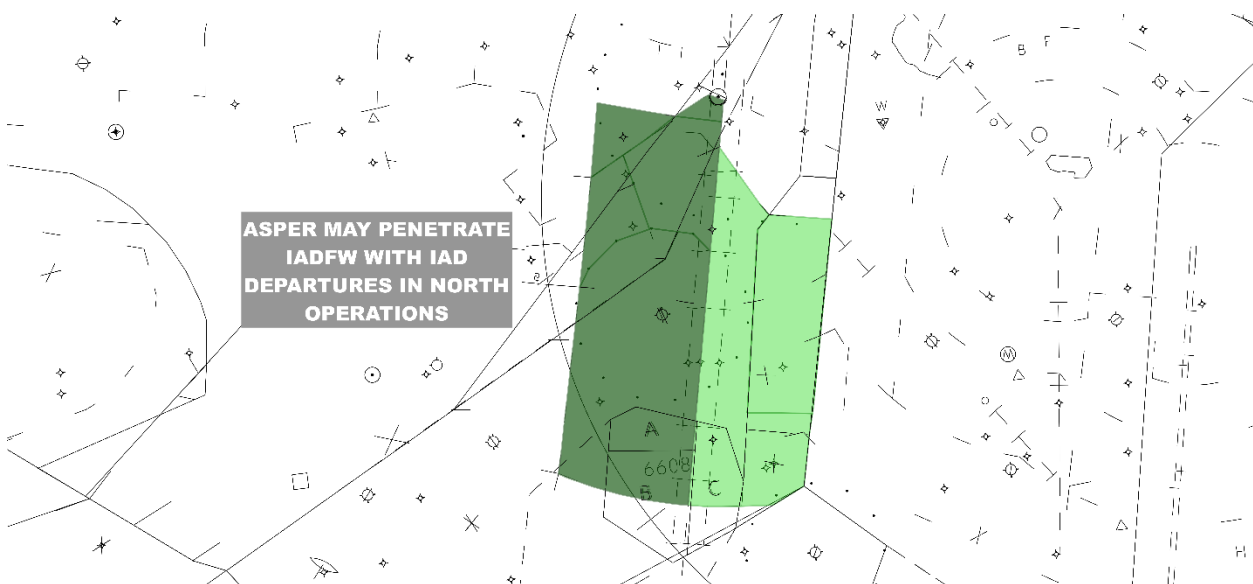 B F
W
ASPER MAY PENETRATE
IADFW WITH IAD
DEPARTURES IN NORTH
OPERATIONS
M
A
6608
B C
H